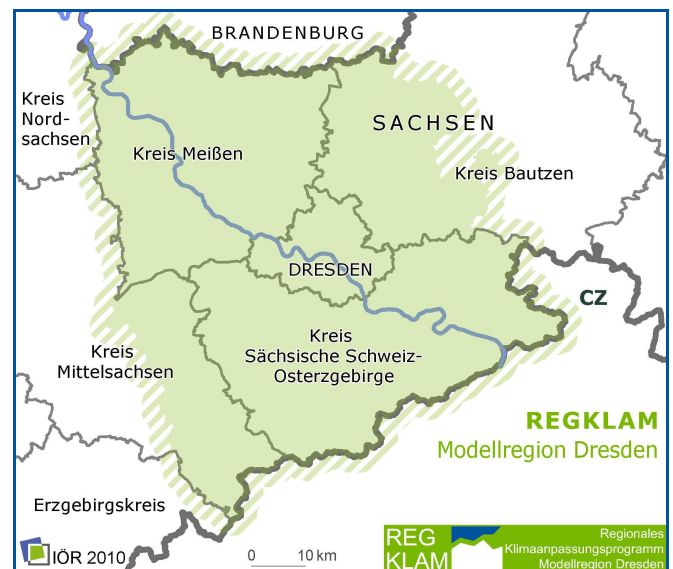 BRANDENBURG
Kreis
Nord-
sachsen
SACHSEN
Kreis Meißen
Kreis Bautzen
DRESDEN
CZ
Kreis
Sächsische Schweiz-
Osterzgebirge
Kreis
Mittelsachsen
REGKLAM
Modellregion Dresden
Erzgebirgskreis
IÖR 2010
0 10 km
REG
KLAM
Regionales
Klimaanpassungsprogramm
Modellregion Dresden